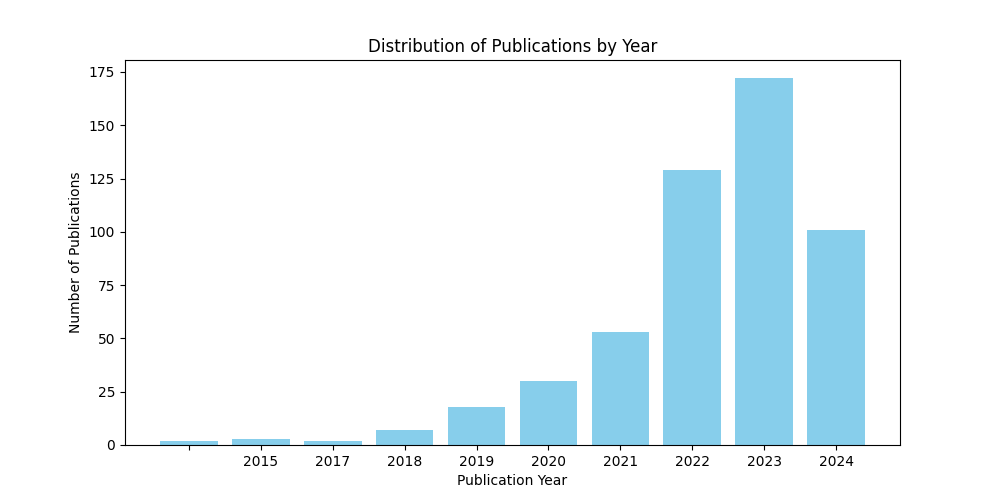 Distribution of Publications by Year
Number of Publications
175
150
125
100
75
50
25
0
2015 2017 2018 2019 2020 2021 2022 2023 2024
Publication Year